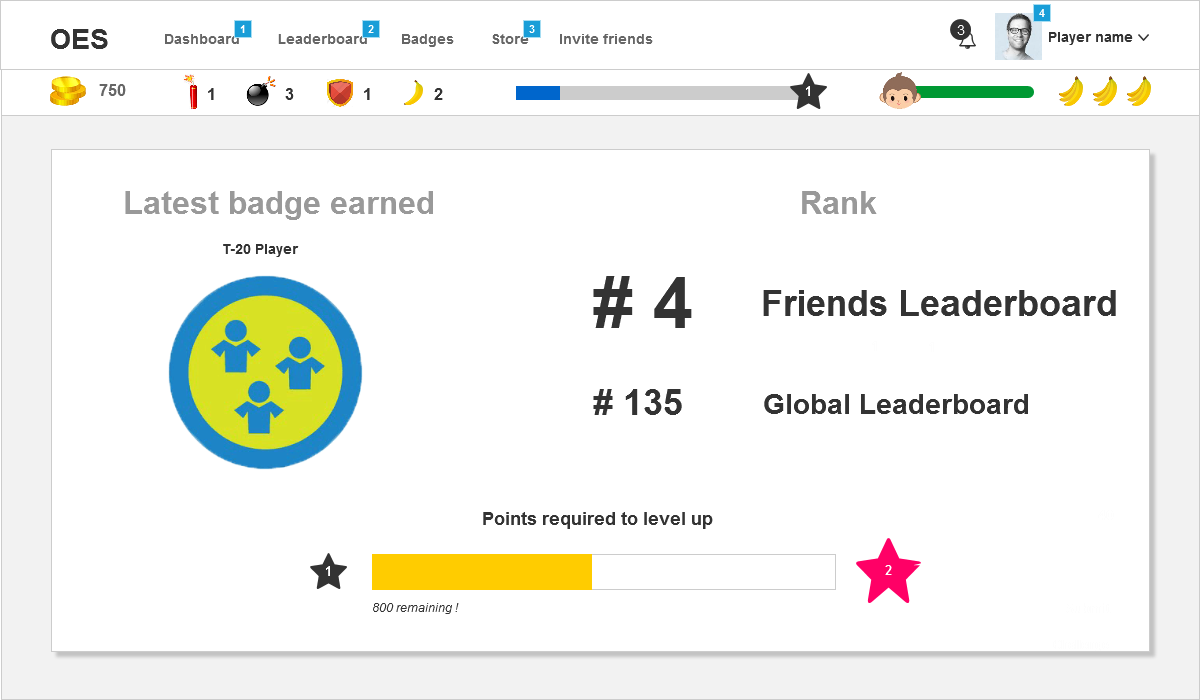 OES
Dashboard 1
Leaderboard 2
Badges
Store 3
Invite friends
3
4
Player name
750
1
3
1
2
1
Latest badge earned
Rank
T-20 Player
# 4 Friends Leaderboard
# 135 Global Leaderboard
Points required to level up
1
2
800 remaining !